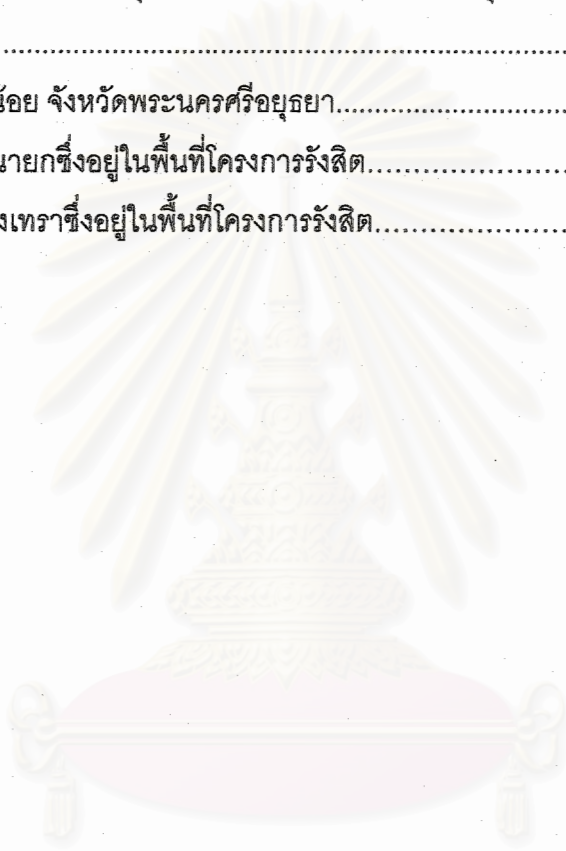 น้อย จังหวัดพระนครศรีอยุธยา.....................
นายกซึ่งอยู่ในพื้นที่โครงการรังสิต.....................
งเทราซึ่งอยู่ในพื้นที่โครงการรังสิต.....................